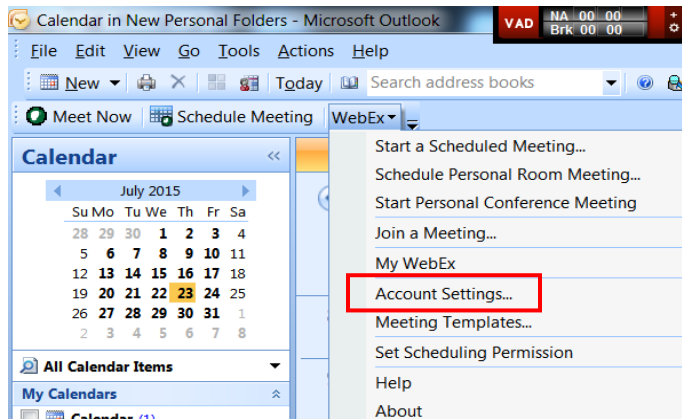 Calendar in New Personal Folders - Microsoft Outlook
VAD NA 00 00
Brk 00 00
File Edit View Go Tools Actions Help
New Today Search address books
Meet Now Schedule Meeting WebEx
Calendar «
July 2015
Su Mo Tu We Th Fr Sa
28 29 30 1 2 3 4
5 6 7 8 9 10 11
12 13 14 15 16 17 18
19 20 21 22 23 24 25
26 27 28 29 30 31 1
2 3 4 5 6 7 8
All Calendar Items
My Calendars
Calendar (1)
Start a Scheduled Meeting...
Schedule Personal Room Meeting...
Start Personal Conference Meeting
Join a Meeting...
My WebEx
Account Settings...
Meeting Templates...
Set Scheduling Permission
Help
About